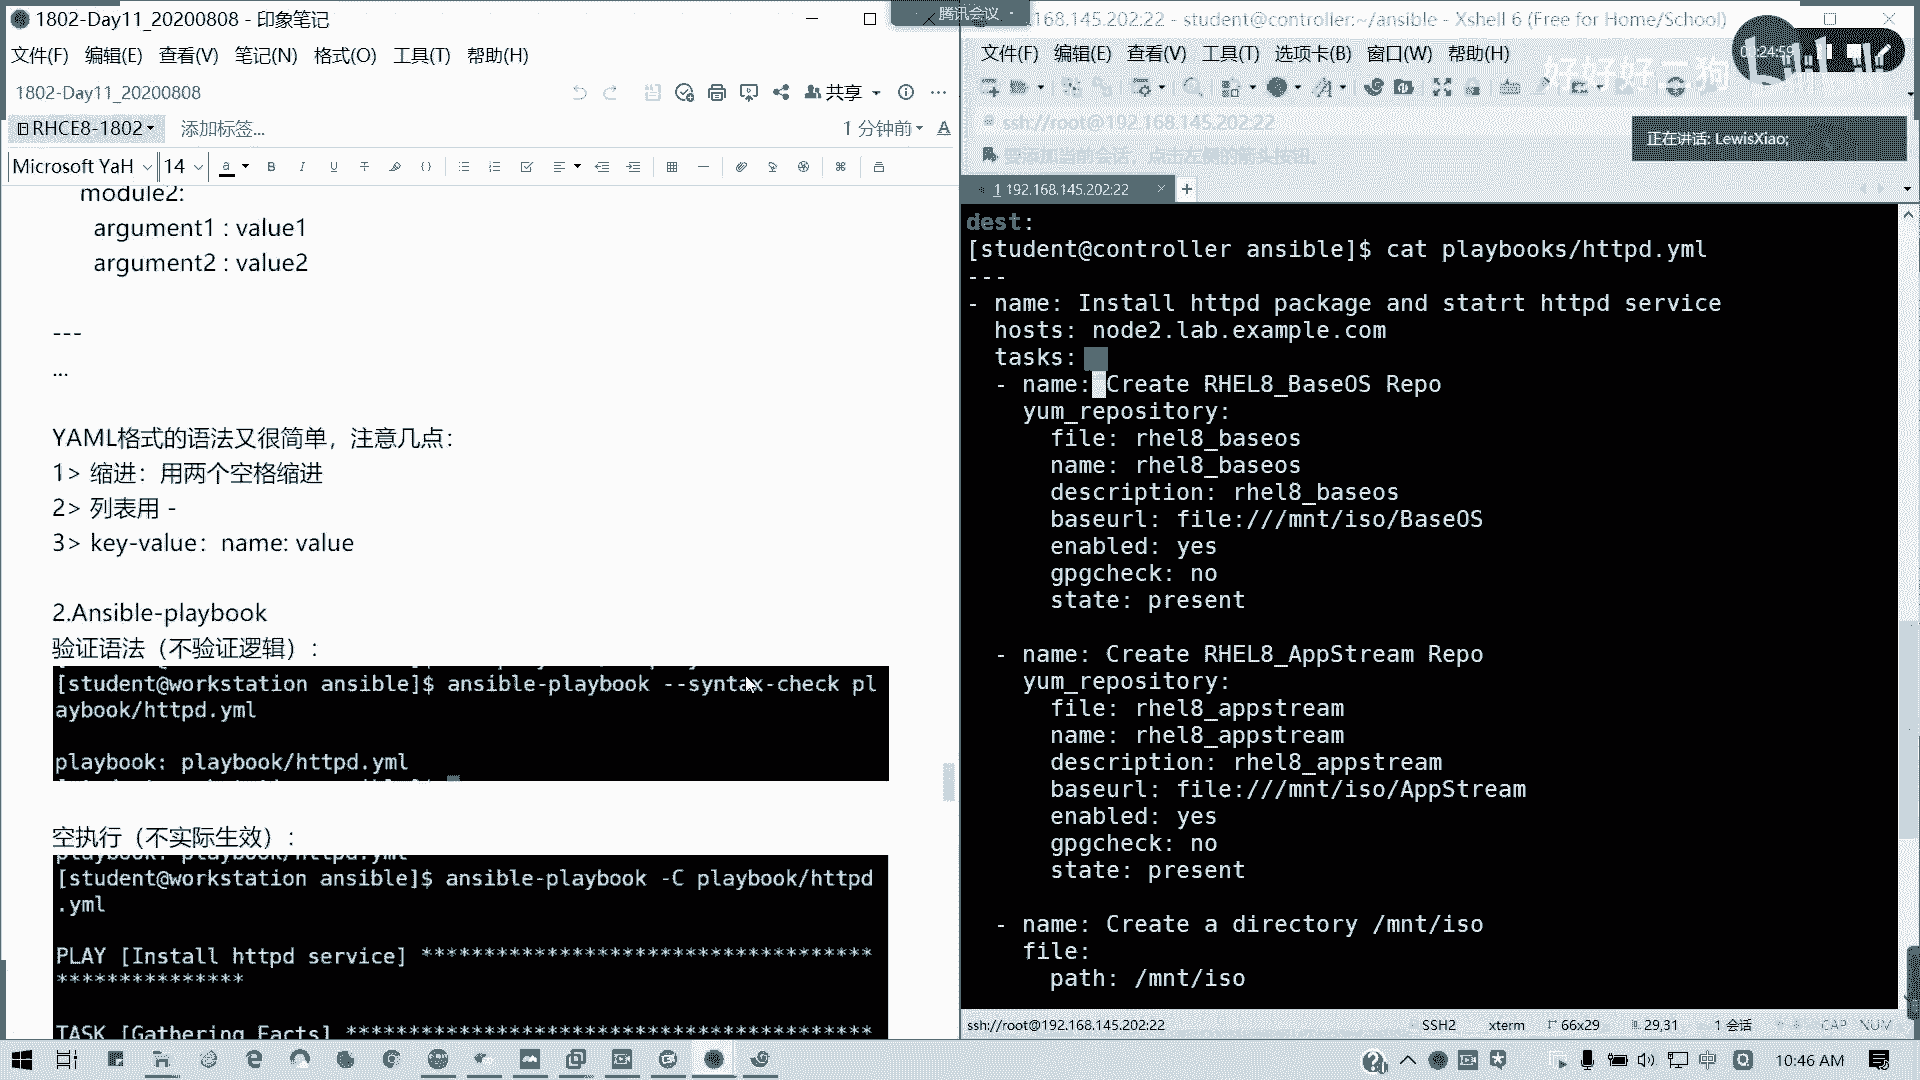 1802-Day11_20200808 - 印象笔记
文件(F) 编辑(E) 查看(V) 笔记(N) 格式(O) 工具(T) 帮助(H)
1802-Day11_20200808
共享
RHCE8-1802
添加标签...
1 分钟前
Microsoft YaH
14
module2:
argument1 : value1
argument2 : value2
---
...
YAML格式的语法又很简单，注意几点：
1> 缩进：用两个空格缩进
2> 列表用 -
3> key-value：name: value
2.Ansible-playbook
验证语法（不验证逻辑）：
[student@workstation ansible]$ ansible-playbook --syntax-check pl
aybook/httpd.yml
playbook: playbook/httpd.yml
空执行（不实际生效）：
playbook: playbook/httpd.yml
[student@workstation ansible]$ ansible-playbook -C playbook/httpd
.yml
PLAY [Install httpd service] ***********************************
****************
TASK [Gathering Facts] *****************************************
腾讯会议
168.145.202:22 - student@controller:~/ansible - Xshell 6 (Free for Home/School)
文件(F) 编辑(E) 查看(V) 工具(T) 选项卡(B) 窗口(W) 帮助(H)
好好好二狗
24:59
ssh://root@192.168.145.202:22
要添加当前会话，点击左侧的箭头按钮。
正在讲话: LewisXiao;
1 192.168.145.202:22
dest:
[student@controller ansible]$ cat playbooks/httpd.yml
---
- name: Install httpd package and statrt httpd service
hosts: node2.lab.example.com
tasks:
- name: Create RHEL8_BaseOS Repo
yum_repository:
file: rhel8_baseos
name: rhel8_baseos
description: rhel8_baseos
baseurl: file:///mnt/iso/BaseOS
enabled: yes
gpgcheck: no
state: present
- name: Create RHEL8_AppStream Repo
yum_repository:
file: rhel8_appstream
name: rhel8_appstream
description: rhel8_appstream
baseurl: file:///mnt/iso/AppStream
enabled: yes
gpgcheck: no
state: present
- name: Create a directory /mnt/iso
file:
path: /mnt/iso
ssh://root@192.168.145.202:22
SSH2
xterm
66x29
29,31
1 会话
CAP NUM
中
10:46 AM